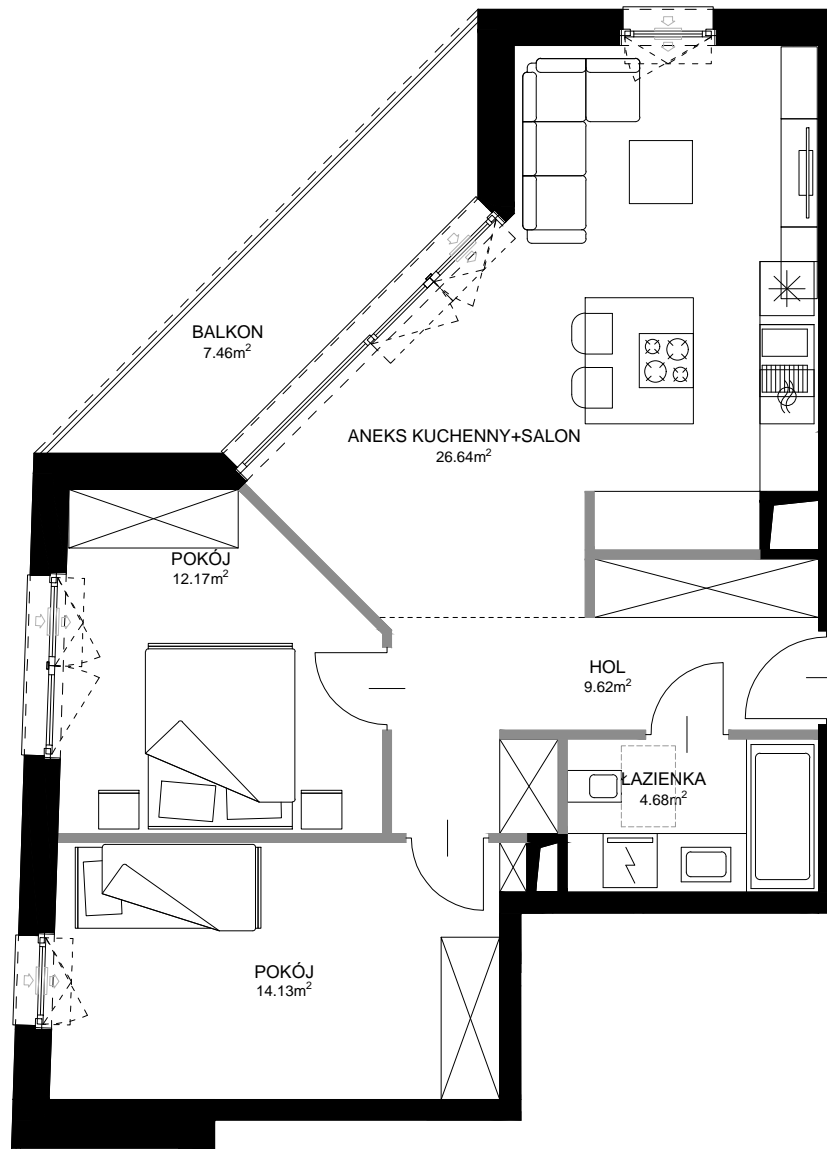 BALKON
7.46m²
ANEKS KUCHENNY+SALON
26.64m²
POKÓJ
12.17m²
HOL
9.62m²
ŁAZIENKA
4.68m²
POKÓJ
14.13m²